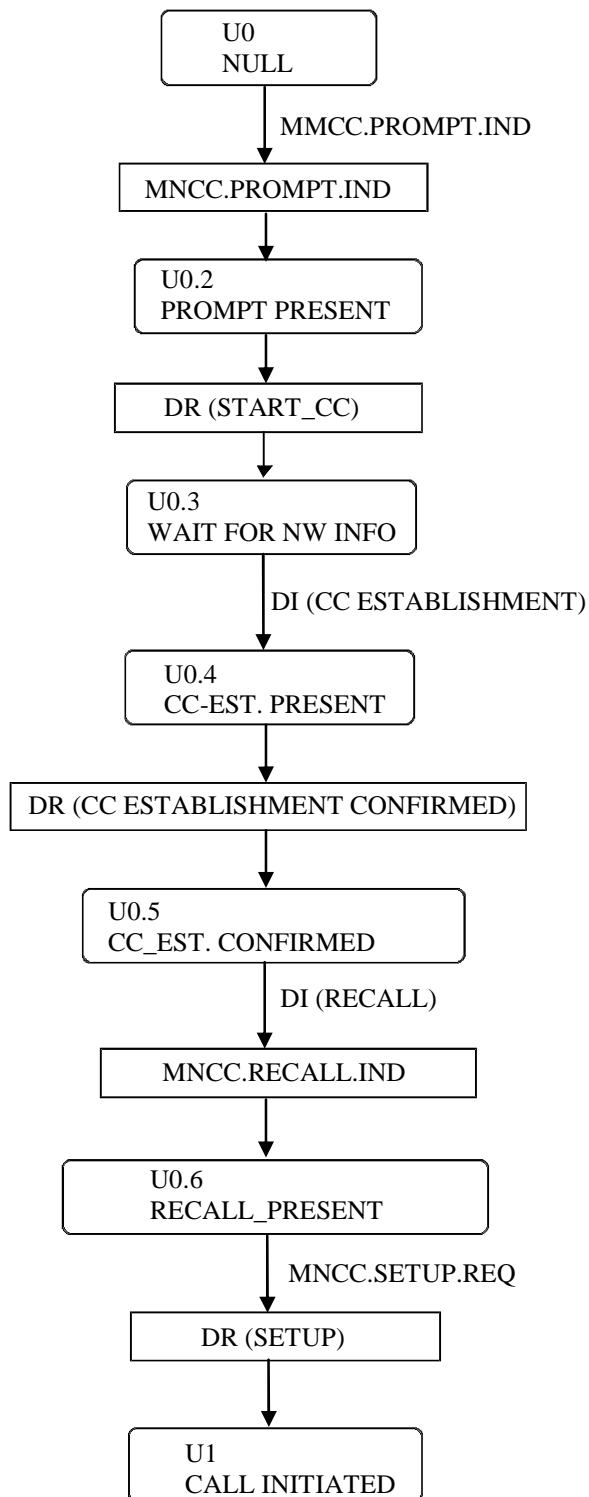 U0
NULL
MMCC.PROMPT.IND
MNCC.PROMPT.IND
U0.2
PROMPT PRESENT
DR (START_CC)
U0.3
WAIT FOR NW INFO
DI (CC ESTABLISHMENT)
U0.4
CC-EST. PRESENT
DR (CC ESTABLISHMENT CONFIRMED)
U0.5
CC_EST. CONFIRMED
DI (RECALL)
MNCC.RECALL.IND
U0.6
RECALL_PRESENT
MNCC.SETUP.REQ
DR (SETUP)
U1
CALL INITIATED